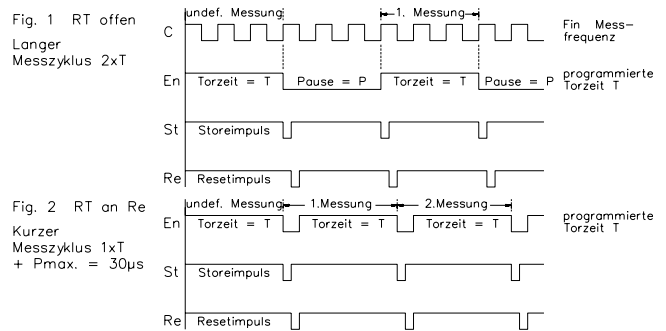 Fig. 1 RT offen
Langer
Messzyklus 2xT
undef. Messung
1. Messung
C
Fin Mess-
frequenz
En
Torzeit = T
Pause = P
Torzeit = T
Pause = P
programmierte
Torzeit T
St
Storeimpuls
Re
Resetimpuls
Fig. 2 RT an Re
Kurzer
Messzyklus 1xT
+ Pmax. = 30µs
undef. Messung
1.Messung
2.Messung
En
Torzeit = T
Torzeit = T
Torzeit = T
programmierte
Torzeit T
St
Storeimpuls
Re
Resetimpuls